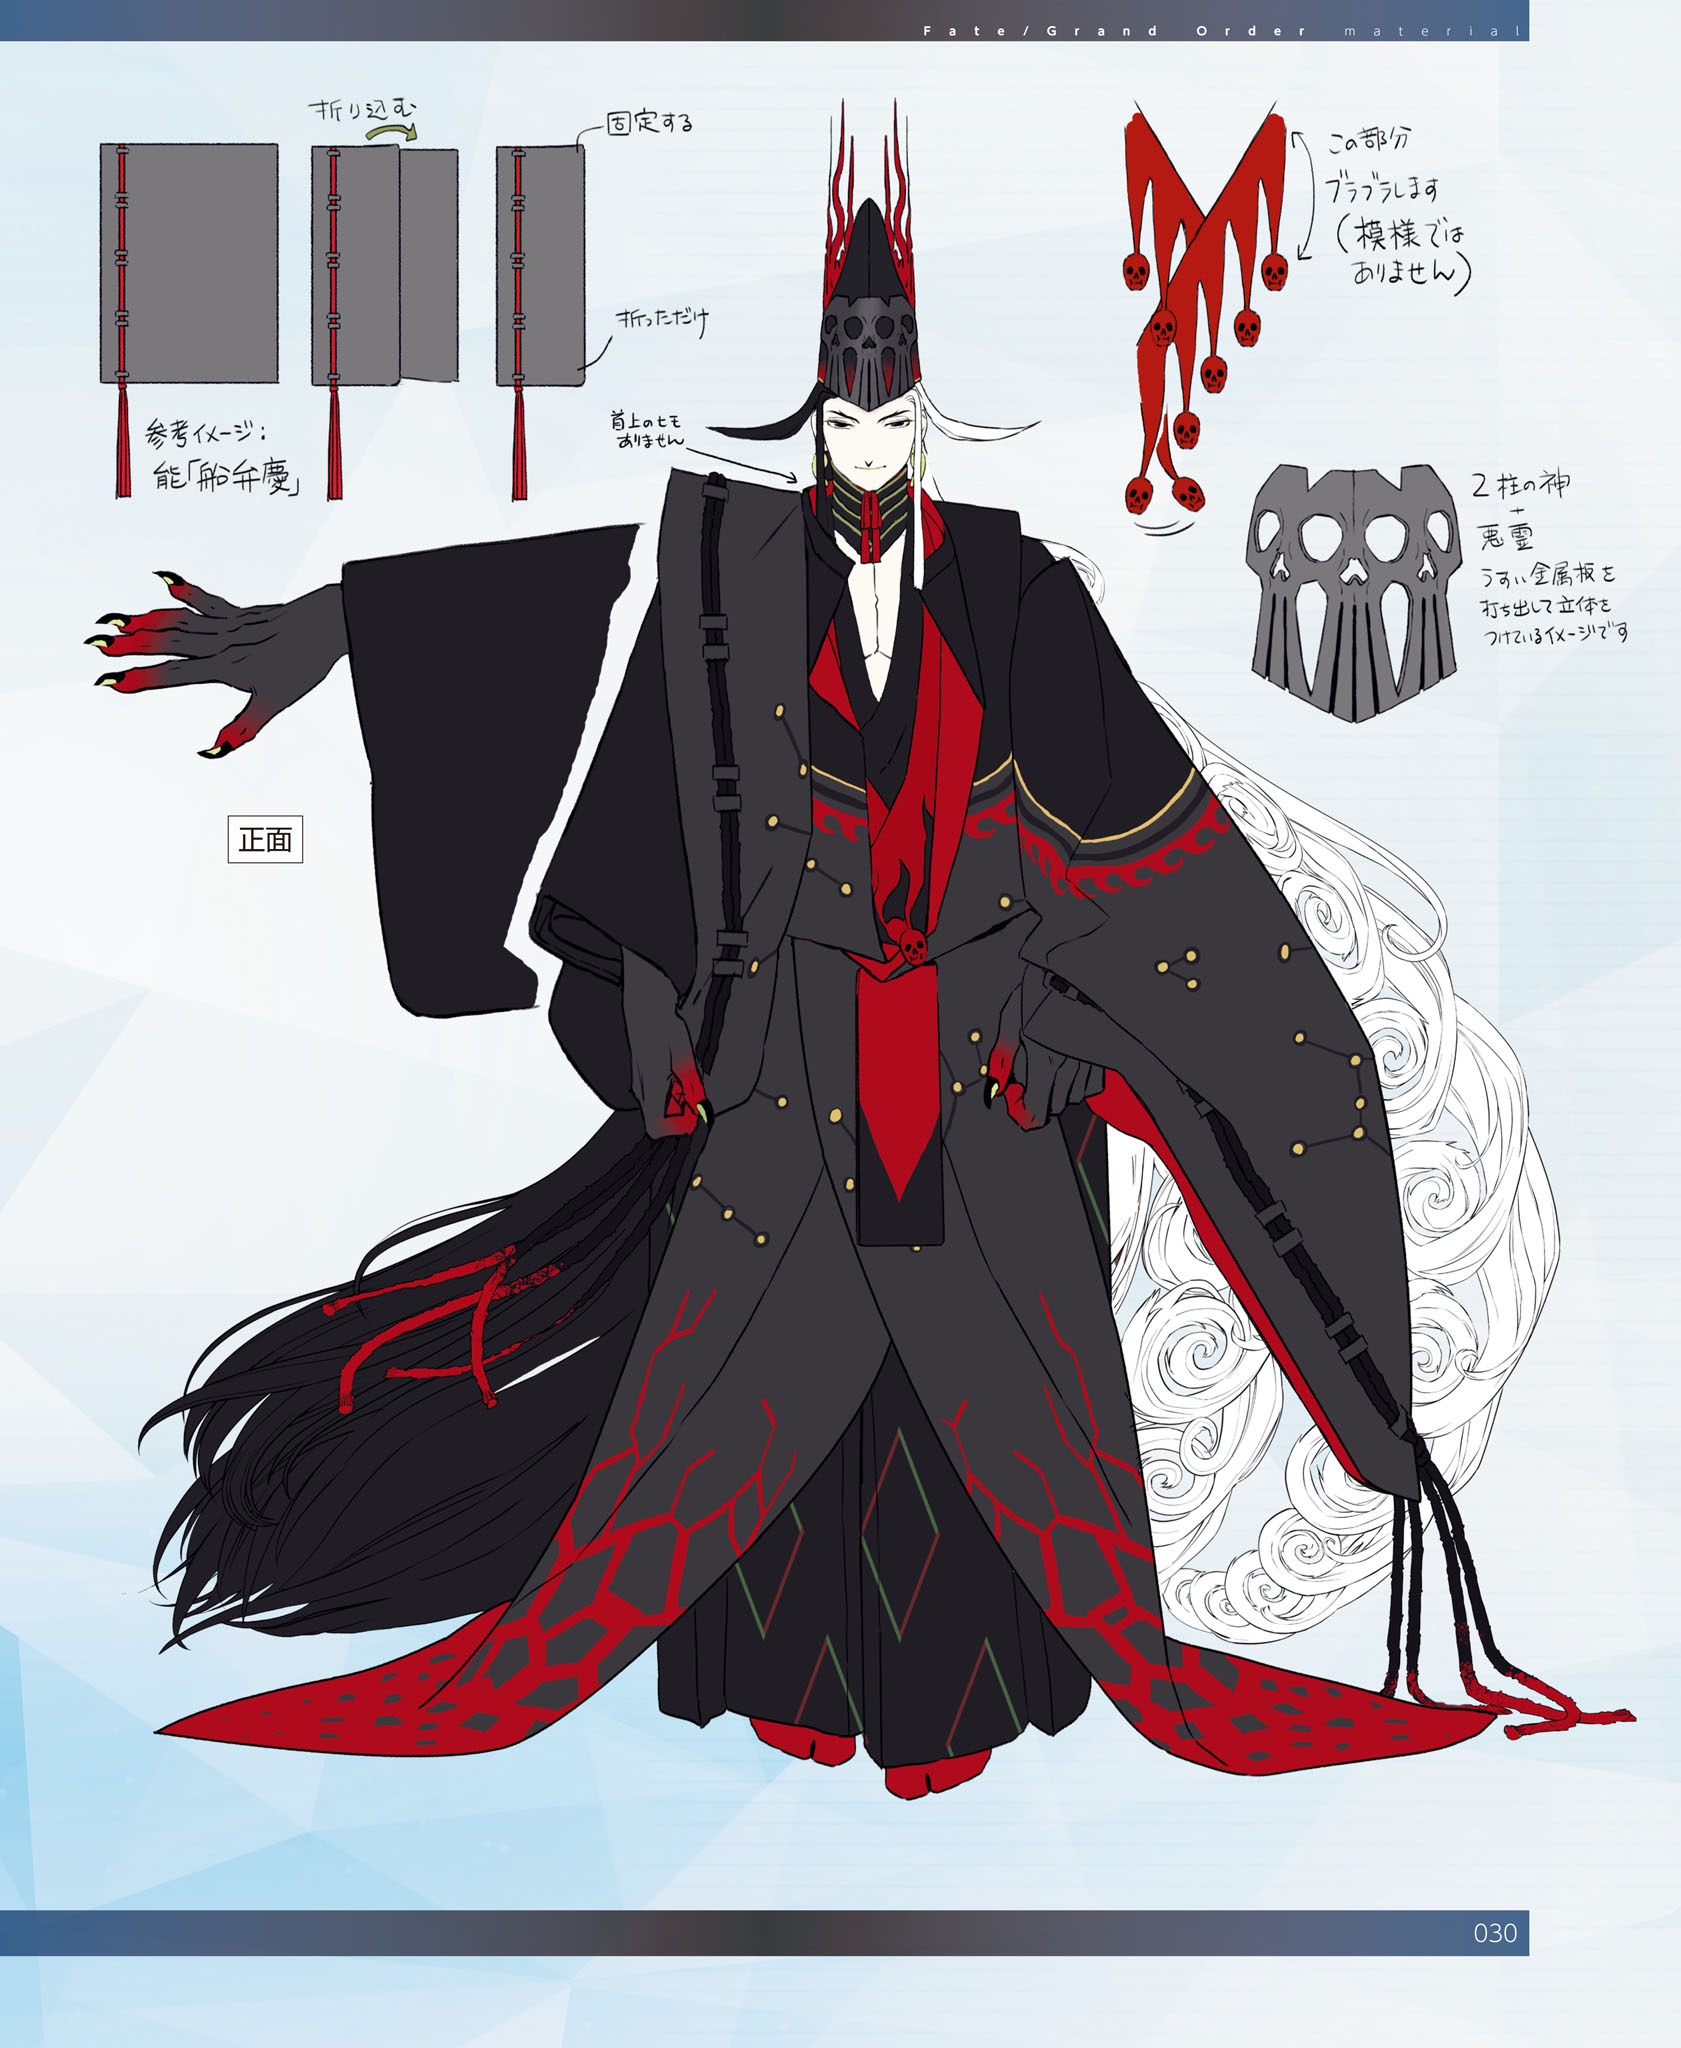 Fate/Grand Order material
折り込む
固定する
折っただけ
参考イメージ:
能「船弁慶」
首上のヒモ
ありません
この部分
ブラブラします
(模様では
ありません)
2柱の神
+
悪霊
うすい金属板を
打ち出して立体を
つけているイメージです
正面
030